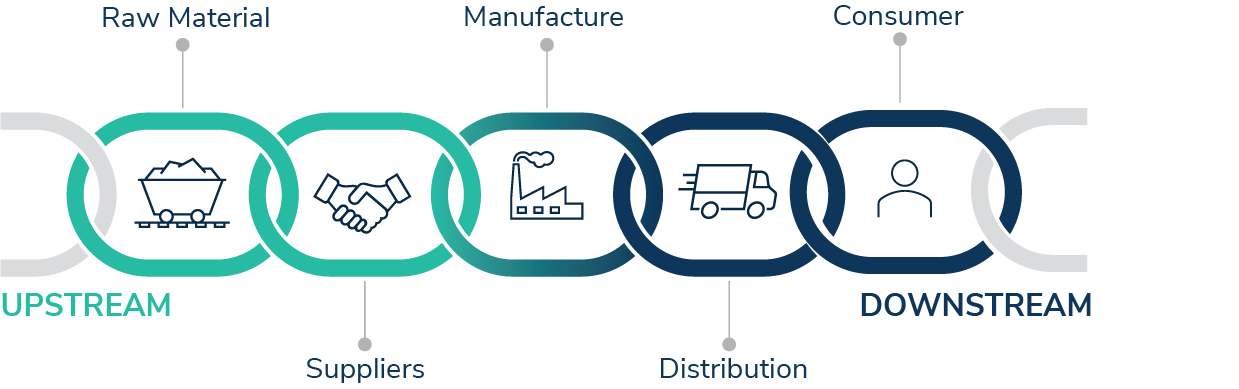 Raw Material
Manufacture
Consumer
UPSTREAM
DOWNSTREAM
Suppliers
Distribution